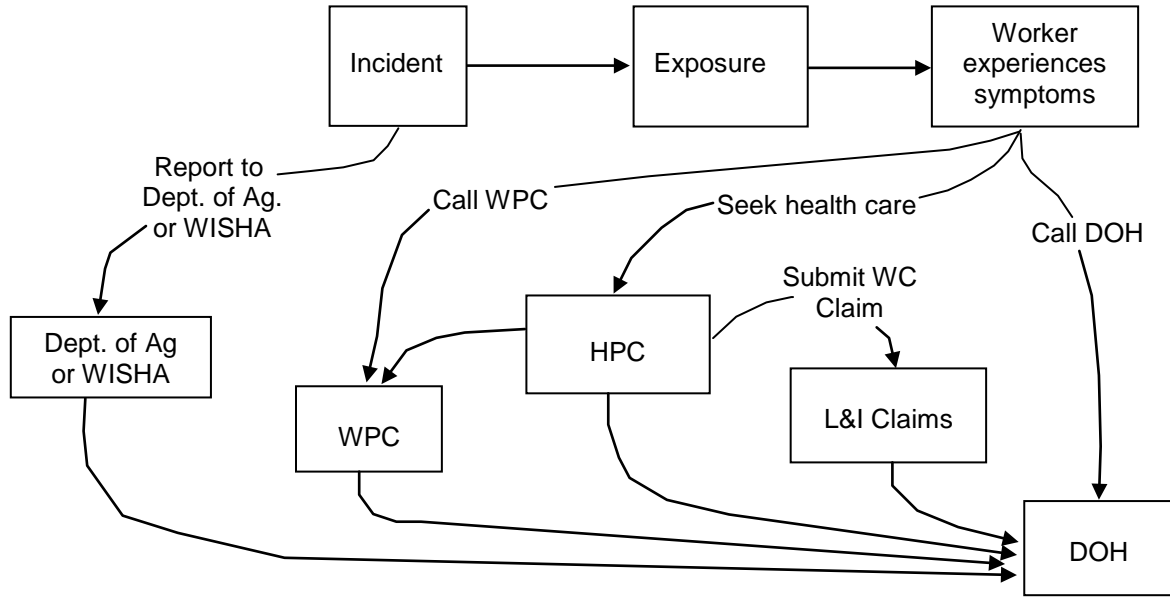 Incident
Exposure
Worker
experiences
symptoms
Report to
Dept. of Ag.
or WISHA
Call WPC
Seek health care
Call DOH
Submit WC
Claim
Dept. of Ag
or WISHA
HPC
WPC
L&I Claims
DOH